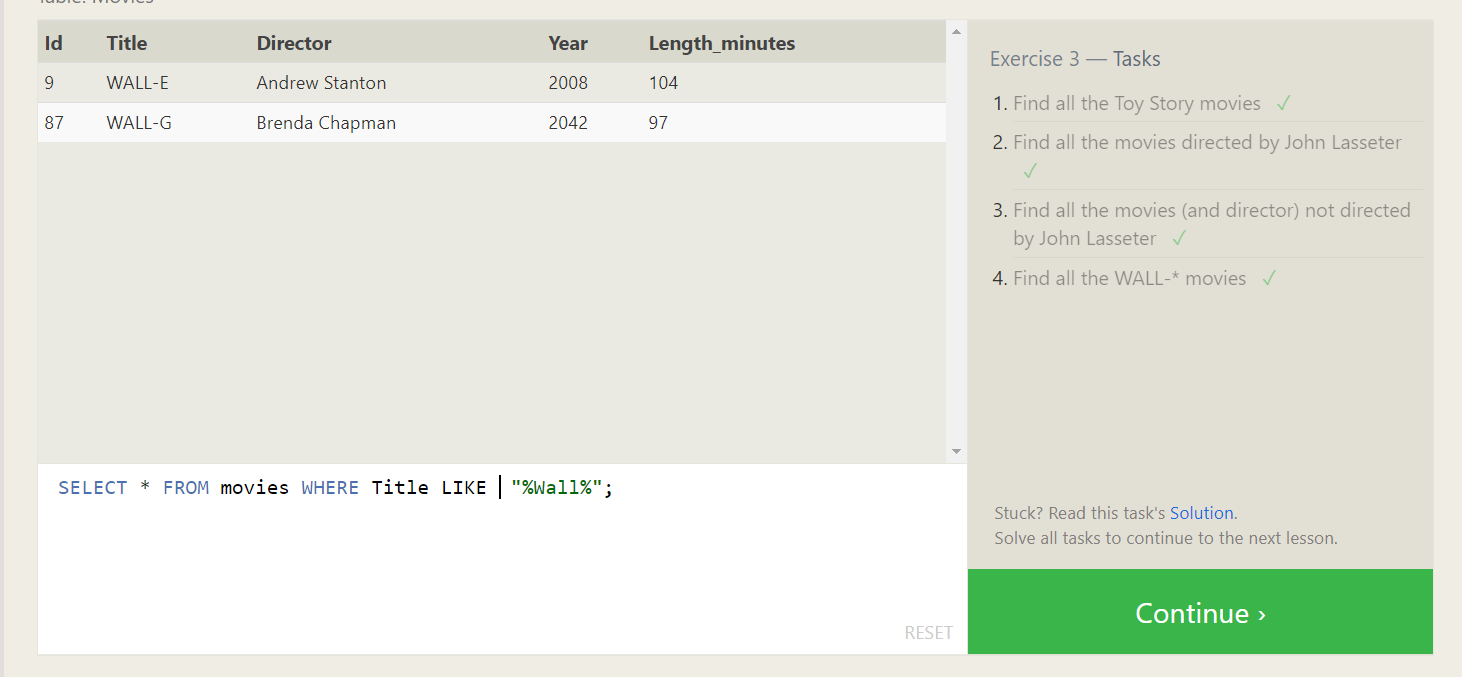 Table: Movies
Id Title Director Year Length_minutes
9 WALL-E Andrew Stanton 2008 104
87 WALL-G Brenda Chapman 2042 97
SELECT * FROM movies WHERE Title LIKE "%Wall%";
RESET
Exercise 3 — Tasks
1. Find all the Toy Story movies ✓
2. Find all the movies directed by John Lasseter
✓
3. Find all the movies (and director) not directed
by John Lasseter ✓
4. Find all the WALL-* movies ✓
Stuck? Read this task's Solution.
Solve all tasks to continue to the next lesson.
Continue ›